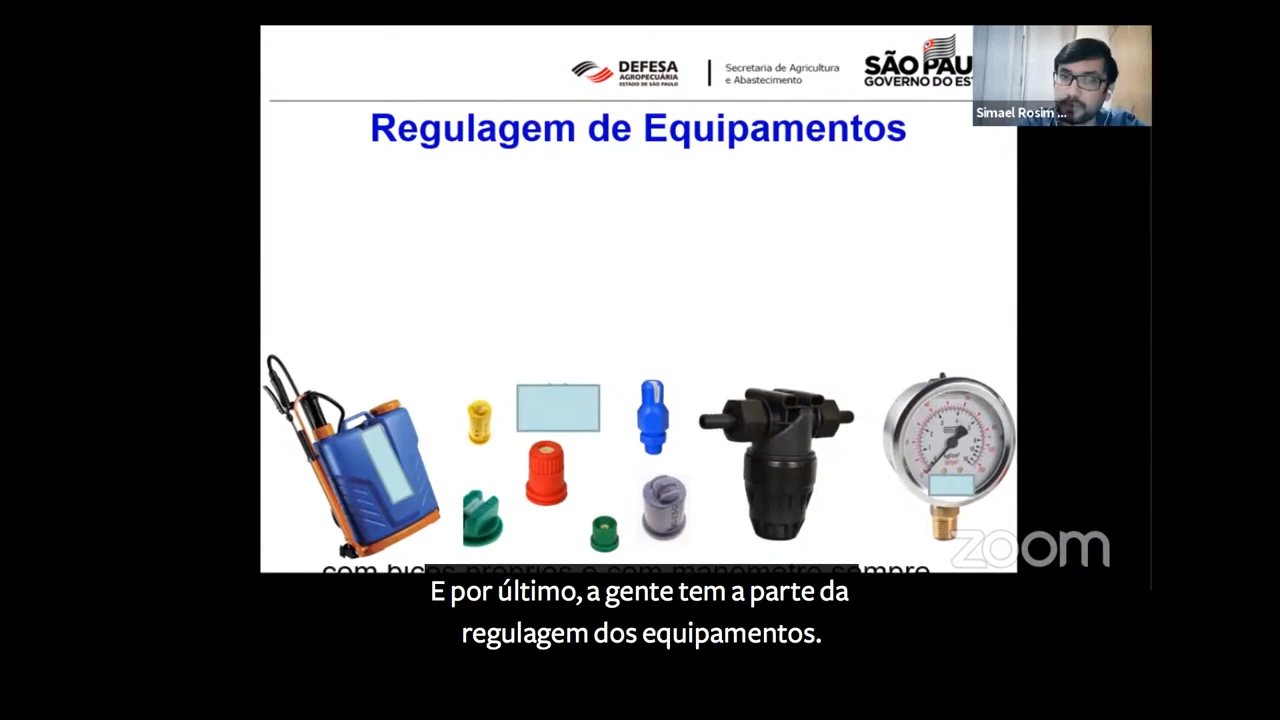 DEFESA
AGROPECUÁRIA
ESTADO DE SÃO PAULO
Secretaria de Agricultura
e Abastecimento
SÃO PAU
GOVERNO DO ES
Simael Rosim ...
Regulagem de Equipamentos
zoom
E por último, a gente tem a parte da
regulagem dos equipamentos.